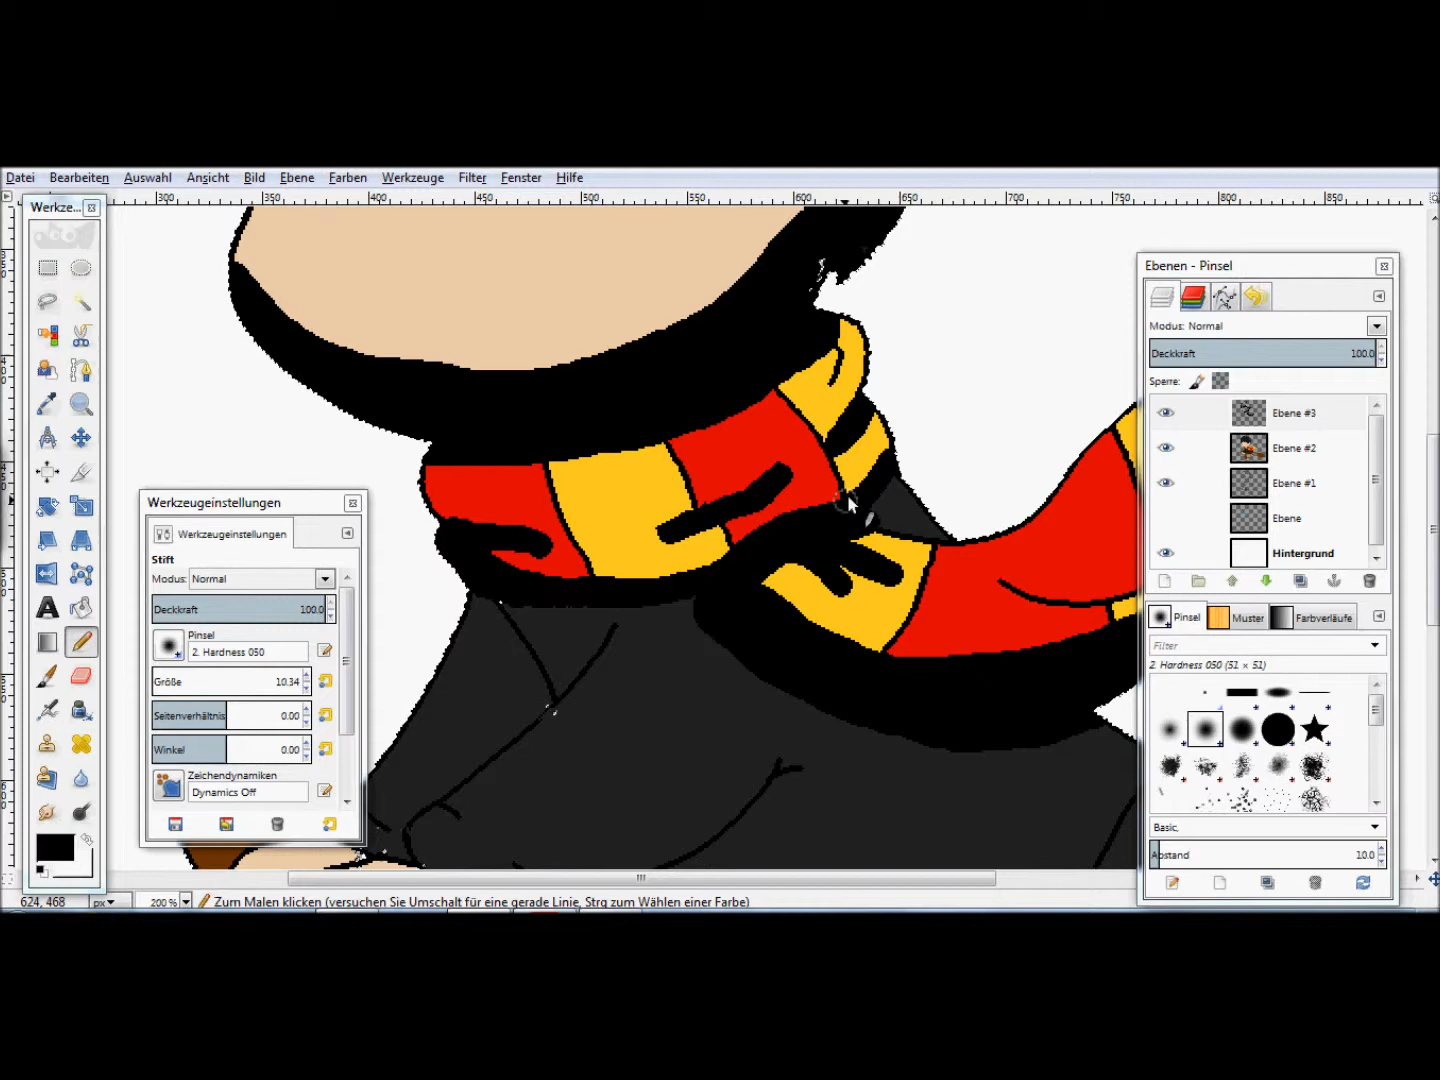 Datei Bearbeiten Auswahl Ansicht Bild Ebene Farben Werkzeuge Filter Fenster Hilfe
300 350 400 450 500 550 600 650 700 750 800 850
Werkze...
Ebenen - Pinsel
Modus: Normal
Deckkraft 100.0
Sperre:
Ebene #3
Ebene #2
Ebene #1
Ebene
Hintergrund
Werkzeugeinstellungen
Werkzeugeinstellungen
Stift
Modus: Normal
Deckkraft 100.0
Pinsel
2. Hardness 050
Größe 10.34
Seitenverhältnis 0.00
Winkel 0.00
Zeichendynamiken
Dynamics Off
Pinsel Muster Farbverläufe
Filter
2. Hardness 050 (51 × 51)
Basic,
Abstand 10.0
624, 468 px 200 % Zum Malen klicken (versuchen Sie Umschalt für eine gerade Linie, Strg zum Wählen einer Farbe)